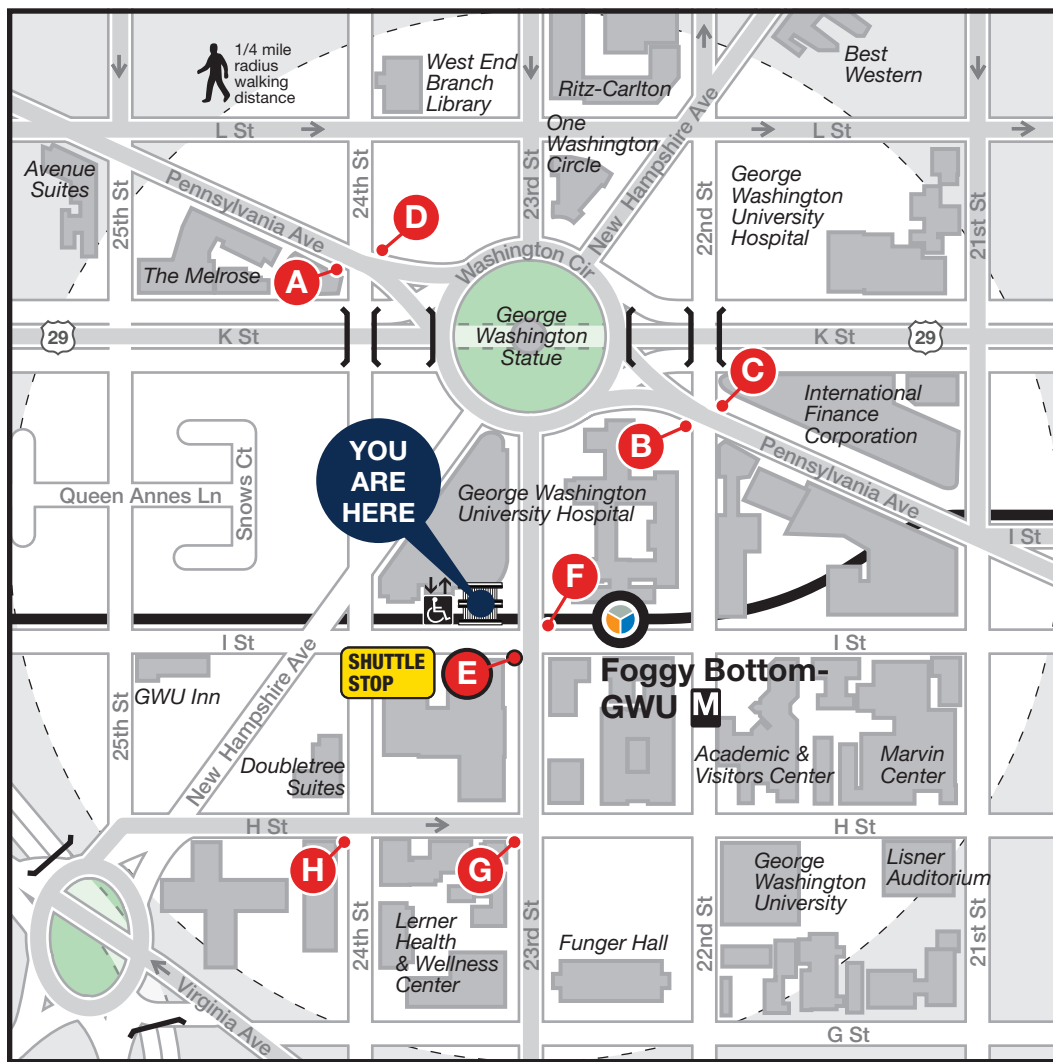 1/4 mile
radius
walking
distance
West End
Branch
Library
Ritz-Carlton
Best
Western
L St
L St
One
Washington
Circle
New Hampshire Ave
Avenue
Suites
25th St
24th St
23rd St
22nd St
21st St
Pennsylvania Ave
George
Washington
University
Hospital
D
Washington Cir
The Melrose
A
29
K St
George
Washington
Statue
K St
29
C
International
Finance
Corporation
B
Pennsylvania Ave
YOU
ARE
HERE
Snows Ct
Queen Annes Ln
George Washington
University Hospital
I St
F
I St
I St
SHUTTLE
STOP
E
Foggy Bottom-
GWU M
GWU Inn
New Hampshire Ave
25th St
Doubletree
Suites
Academic &
Visitors Center
Marvin
Center
H St
H St
H
G
George
Washington
University
Lisner
Auditorium
24th St
Lerner
Health
& Wellness
Center
23rd St
Funger Hall
22nd St
21st St
Virginia Ave
G St